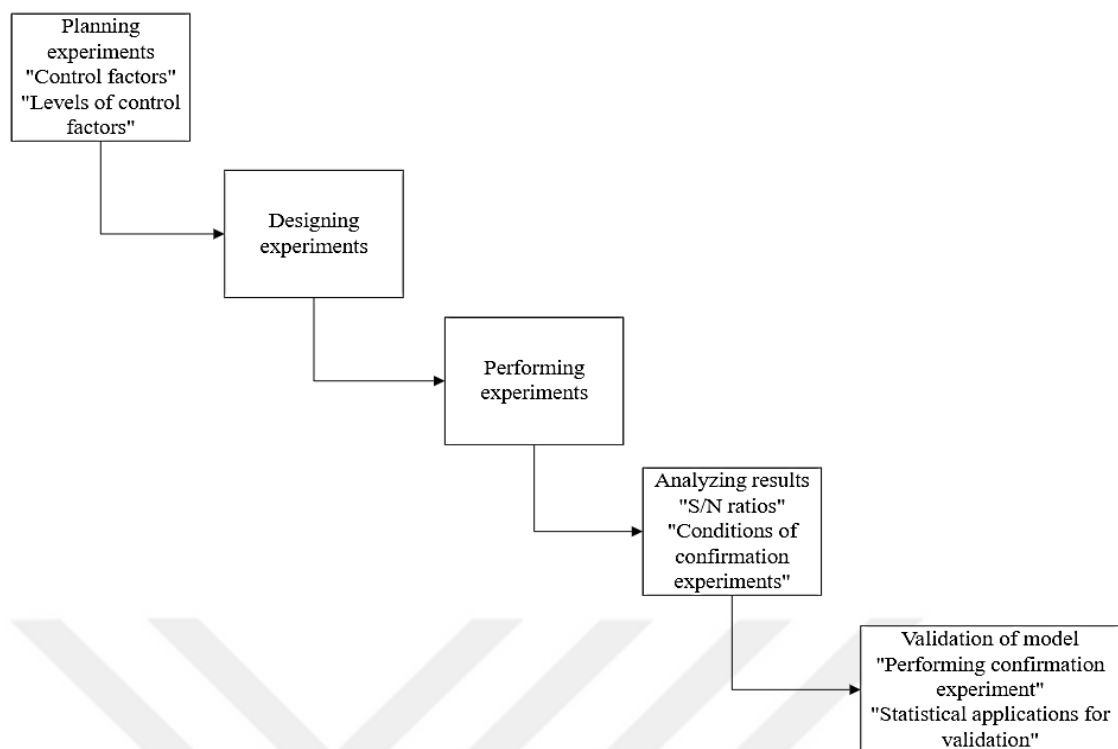 Planning
experiments
"Control factors"
"Levels of control
factors"
Designing
experiments
Performing
experiments
Analyzing results
"S/N ratios"
"Conditions of
confirmation
experiments"
Validation of model
"Performing confirmation
experiment"
"Statistical applications for
validation"